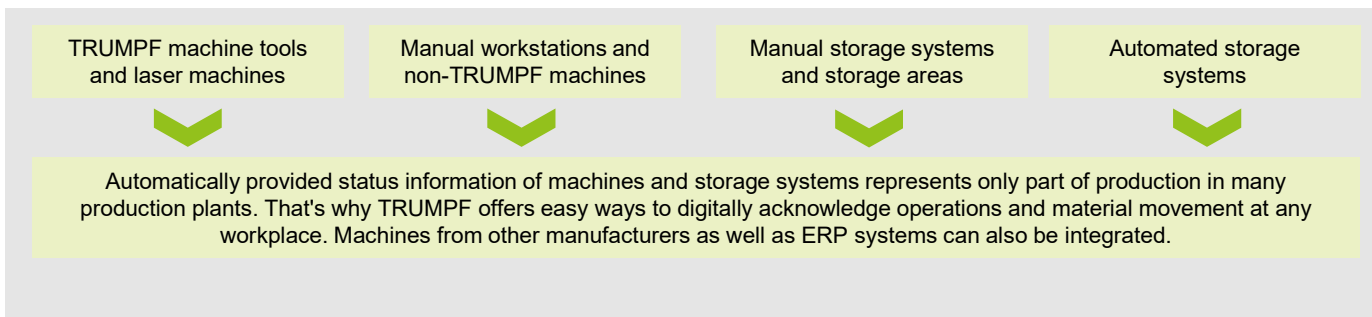 TRUMPF machine tools
and laser machines
Manual workstations and
non-TRUMPF machines
Manual storage systems
and storage areas
Automated storage
systems
Automatically provided status information of machines and storage systems represents only part of production in many
production plants. That's why TRUMPF offers easy ways to digitally acknowledge operations and material movement at any
workplace. Machines from other manufacturers as well as ERP systems can also be integrated.